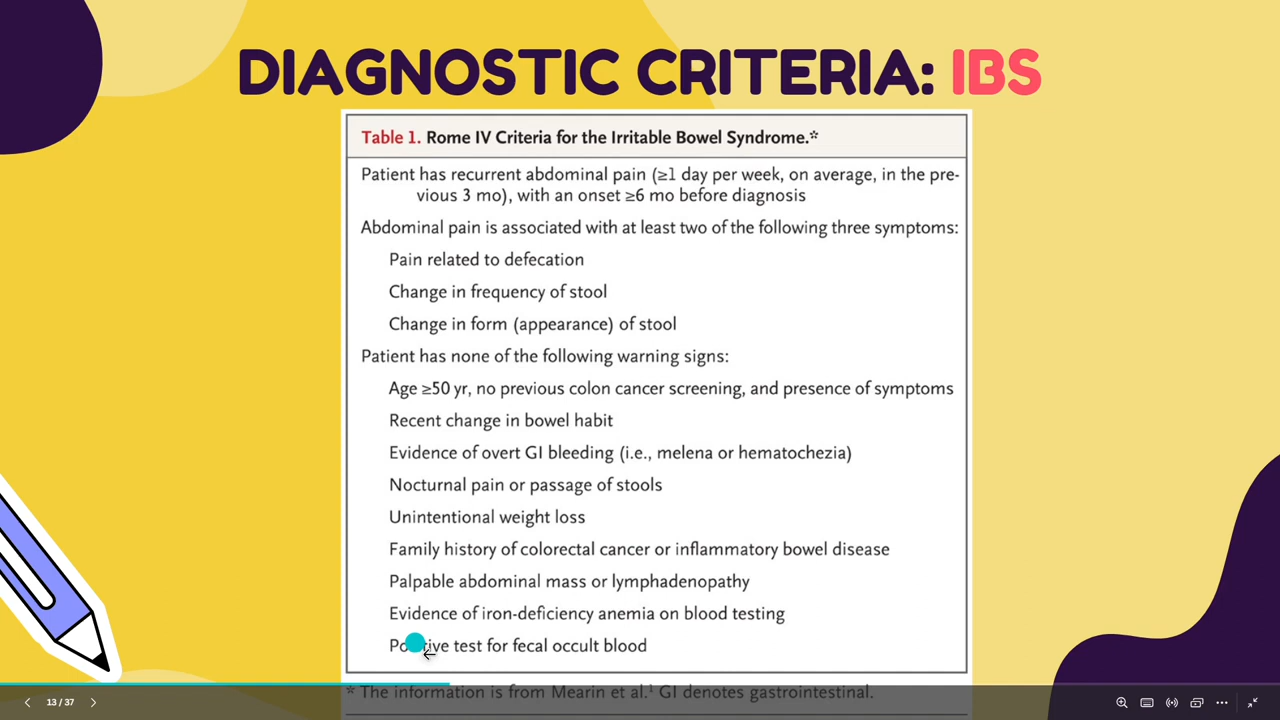 DIAGNOSTIC CRITERIA: IBS
Table 1. Rome IV Criteria for the Irritable Bowel Syndrome.*
Patient has recurrent abdominal pain (≥1 day per week, on average, in the pre-
vious 3 mo), with an onset ≥6 mo before diagnosis
Abdominal pain is associated with at least two of the following three symptoms:
Pain related to defecation
Change in frequency of stool
Change in form (appearance) of stool
Patient has none of the following warning signs:
Age ≥50 yr, no previous colon cancer screening, and presence of symptoms
Recent change in bowel habit
Evidence of overt GI bleeding (i.e., melena or hematochezia)
Nocturnal pain or passage of stools
Unintentional weight loss
Family history of colorectal cancer or inflammatory bowel disease
Palpable abdominal mass or lymphadenopathy
Evidence of iron-deficiency anemia on blood testing
Positive test for fecal occult blood
* The information is from Mearin et al.¹ GI denotes gastrointestinal.
13 / 37